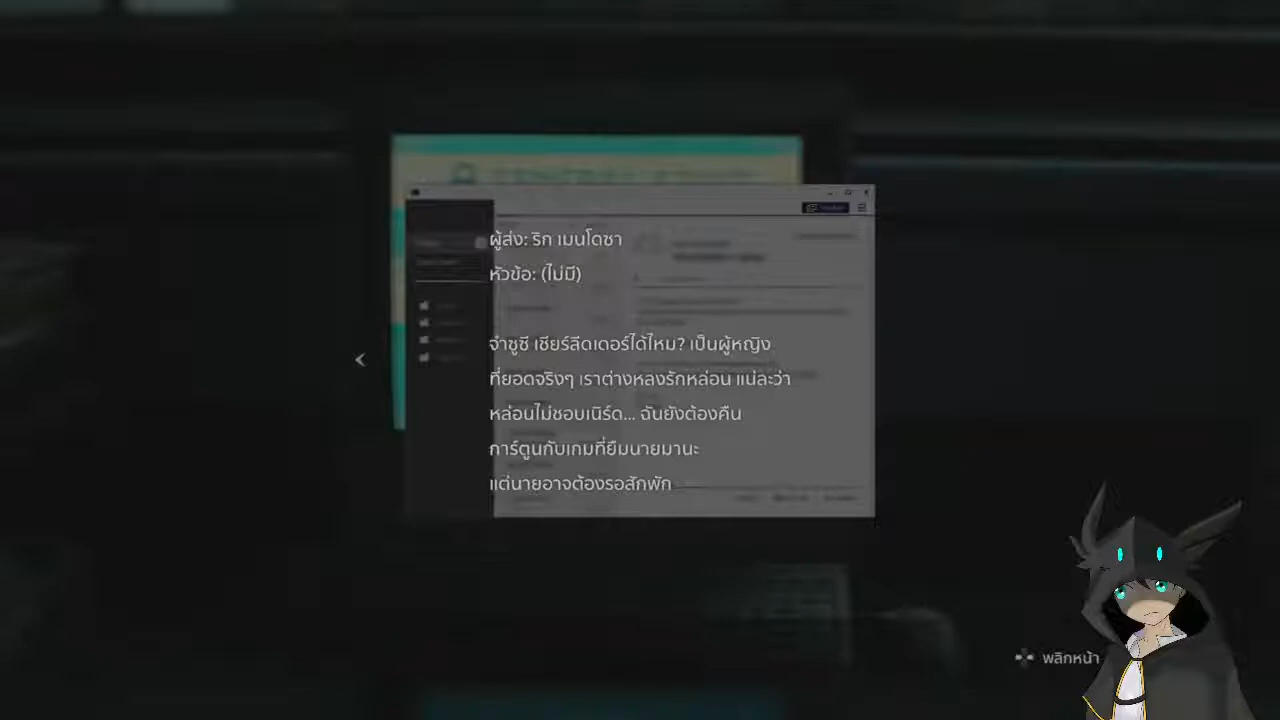 ผู้ส่ง: ริก เมนโดซา
หัวข้อ: (ไม่มี)
จำซูซี เชียร์ลีดเดอร์ได้ไหม? เป็นผู้หญิง
ที่ยอดจริงๆ เราต่างหลงรักหล่อน แน่ละว่า
หล่อนไม่ชอบเนิร์ด... ฉันยังต้องคืน
การ์ตูนกับเกมที่ยืมนายมานะ
แต่นายอาจต้องรอสักพัก
พลิกหน้า